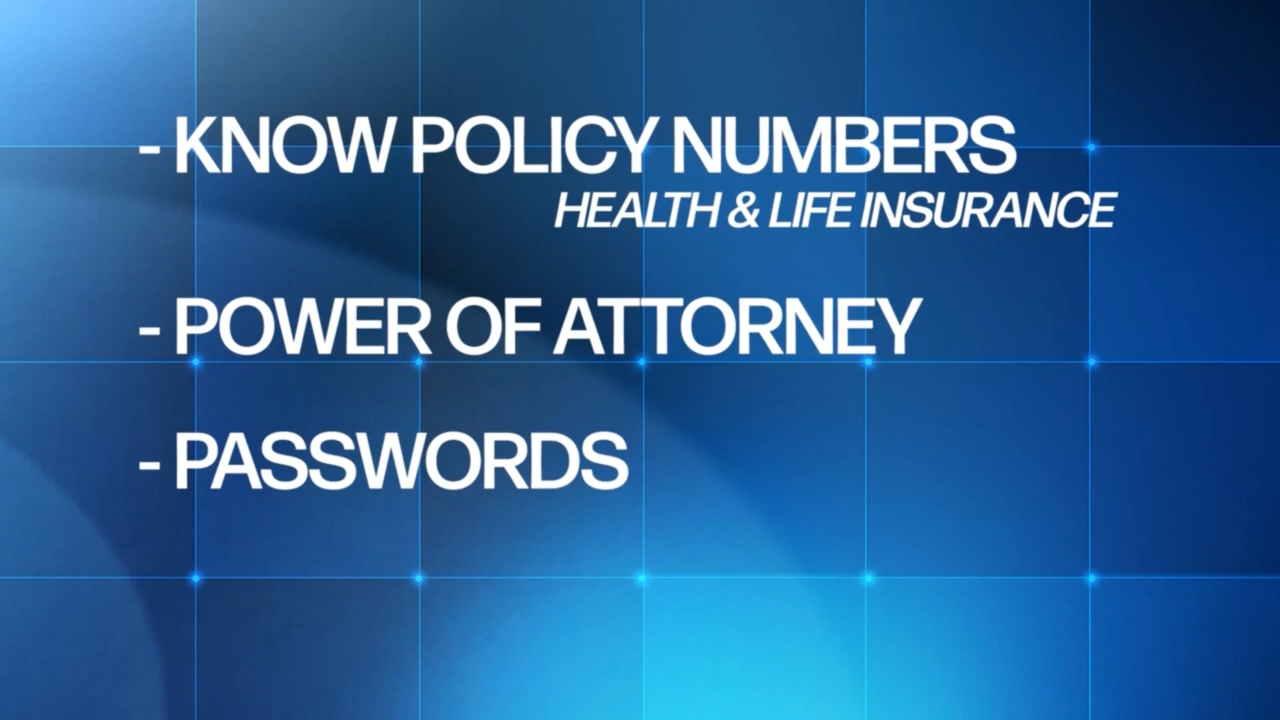 - KNOW POLICY NUMBERS
HEALTH & LIFE INSURANCE
- POWER OF ATTORNEY
- PASSWORDS